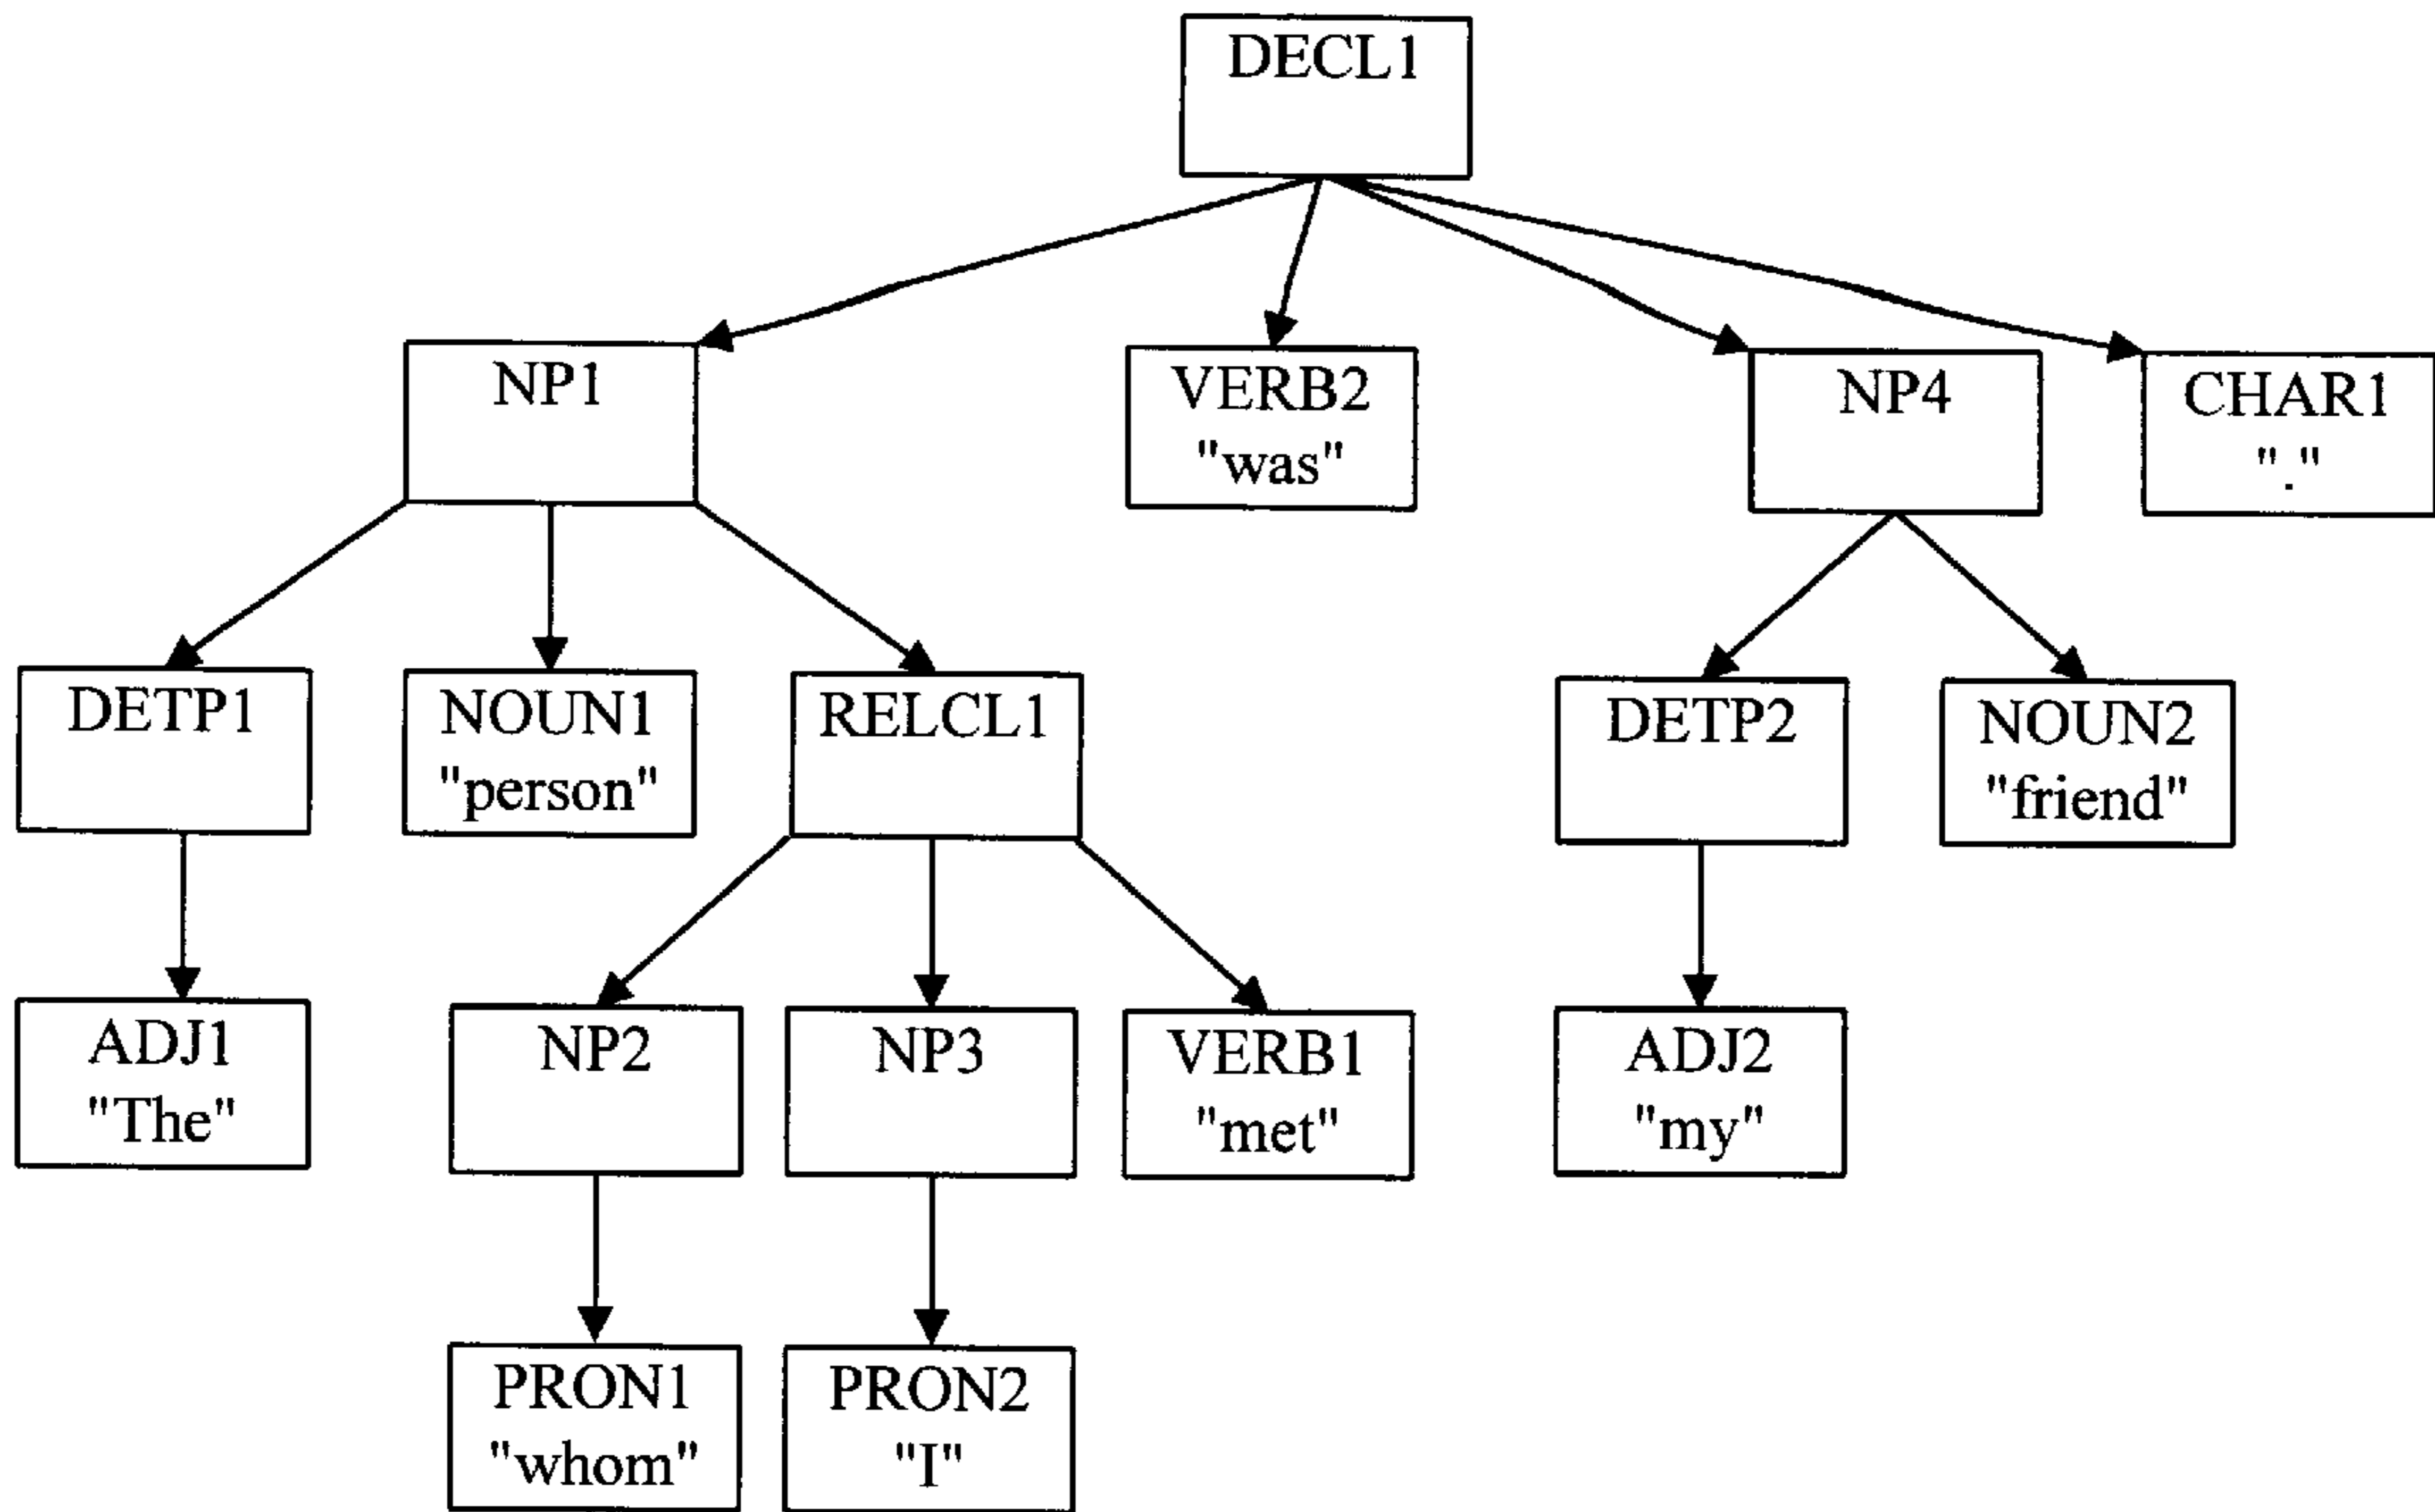 DECL1
NP1
VERB2
"was"
NP4
CHAR1
"."
DETP1
NOUN1
"person"
RELCL1
DETP2
NOUN2
"friend"
ADJ1
"The"
NP2
NP3
VERB1
"met"
ADJ2
"my"
PRON1
"whom"
PRON2
"I"